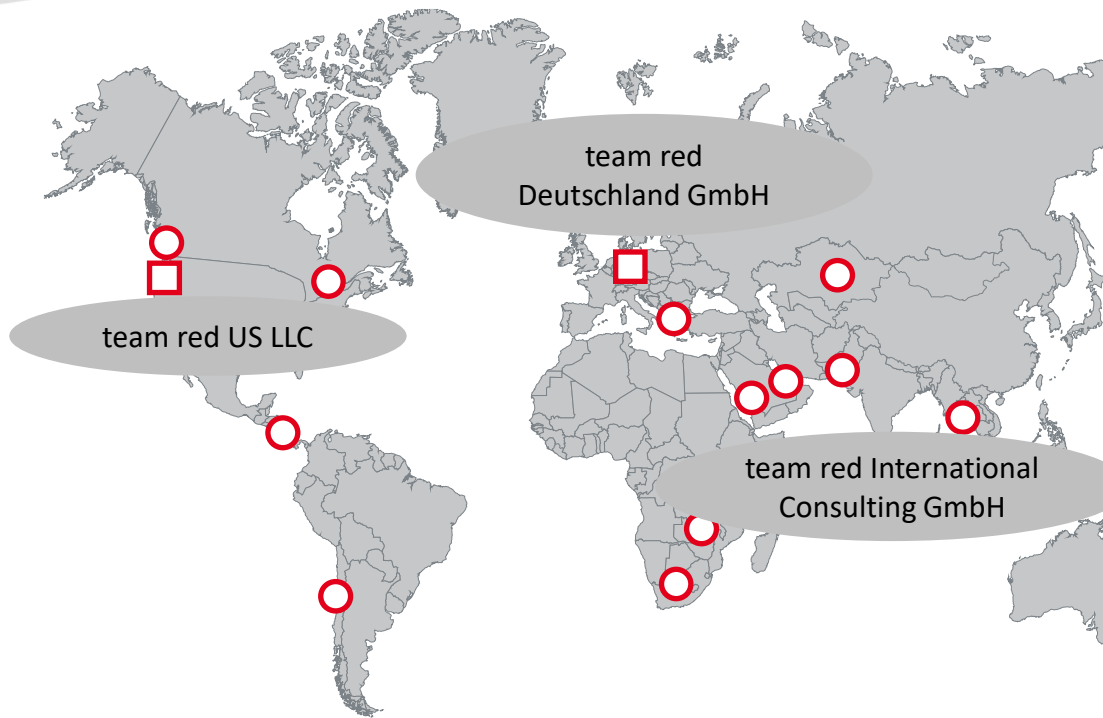 team red
Deutschland GmbH
team red US LLC
team red International
Consulting GmbH